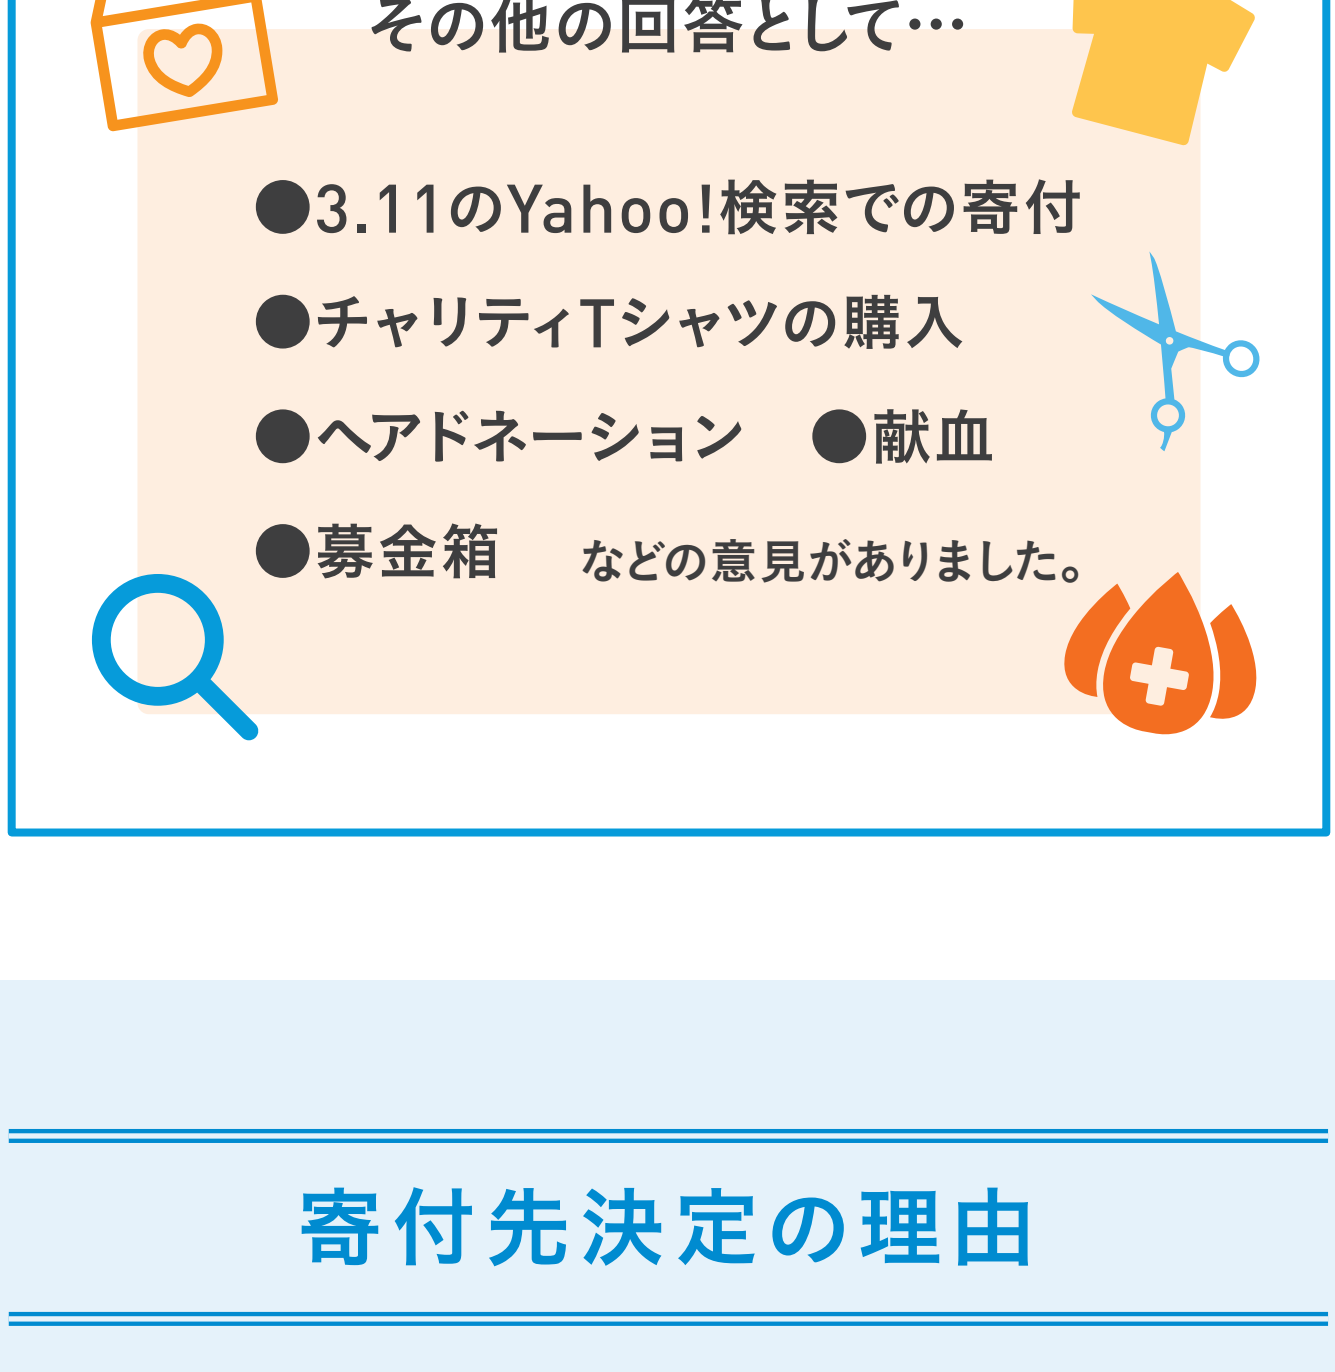 その他の回答として…
●3.11のYahoo!検索での寄付
●チャリティTシャツの購入
●ヘアドネーション　●献血
●募金箱　などの意見がありました。
寄付先決定の理由